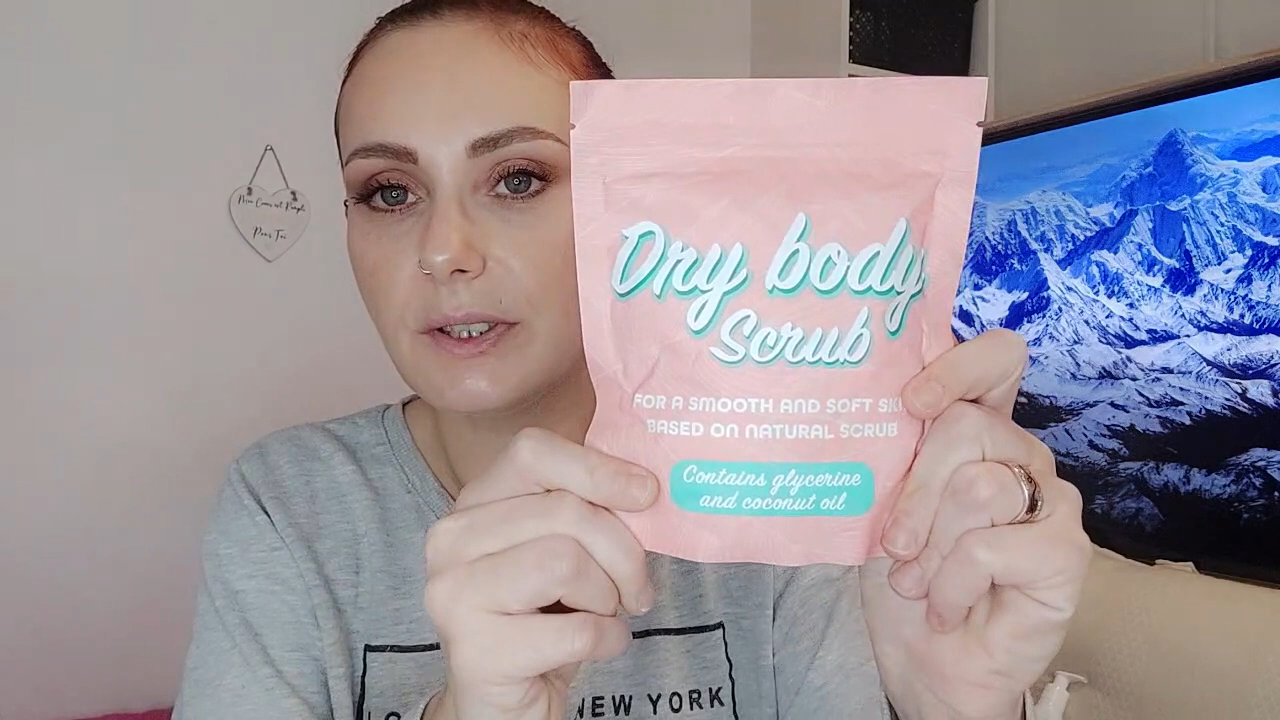 Dry body
Scrub
FOR A SMOOTH AND SOFT
BASED ON NATURAL SCRUB
Contains glycerine
and coconut oil
NEW YORK